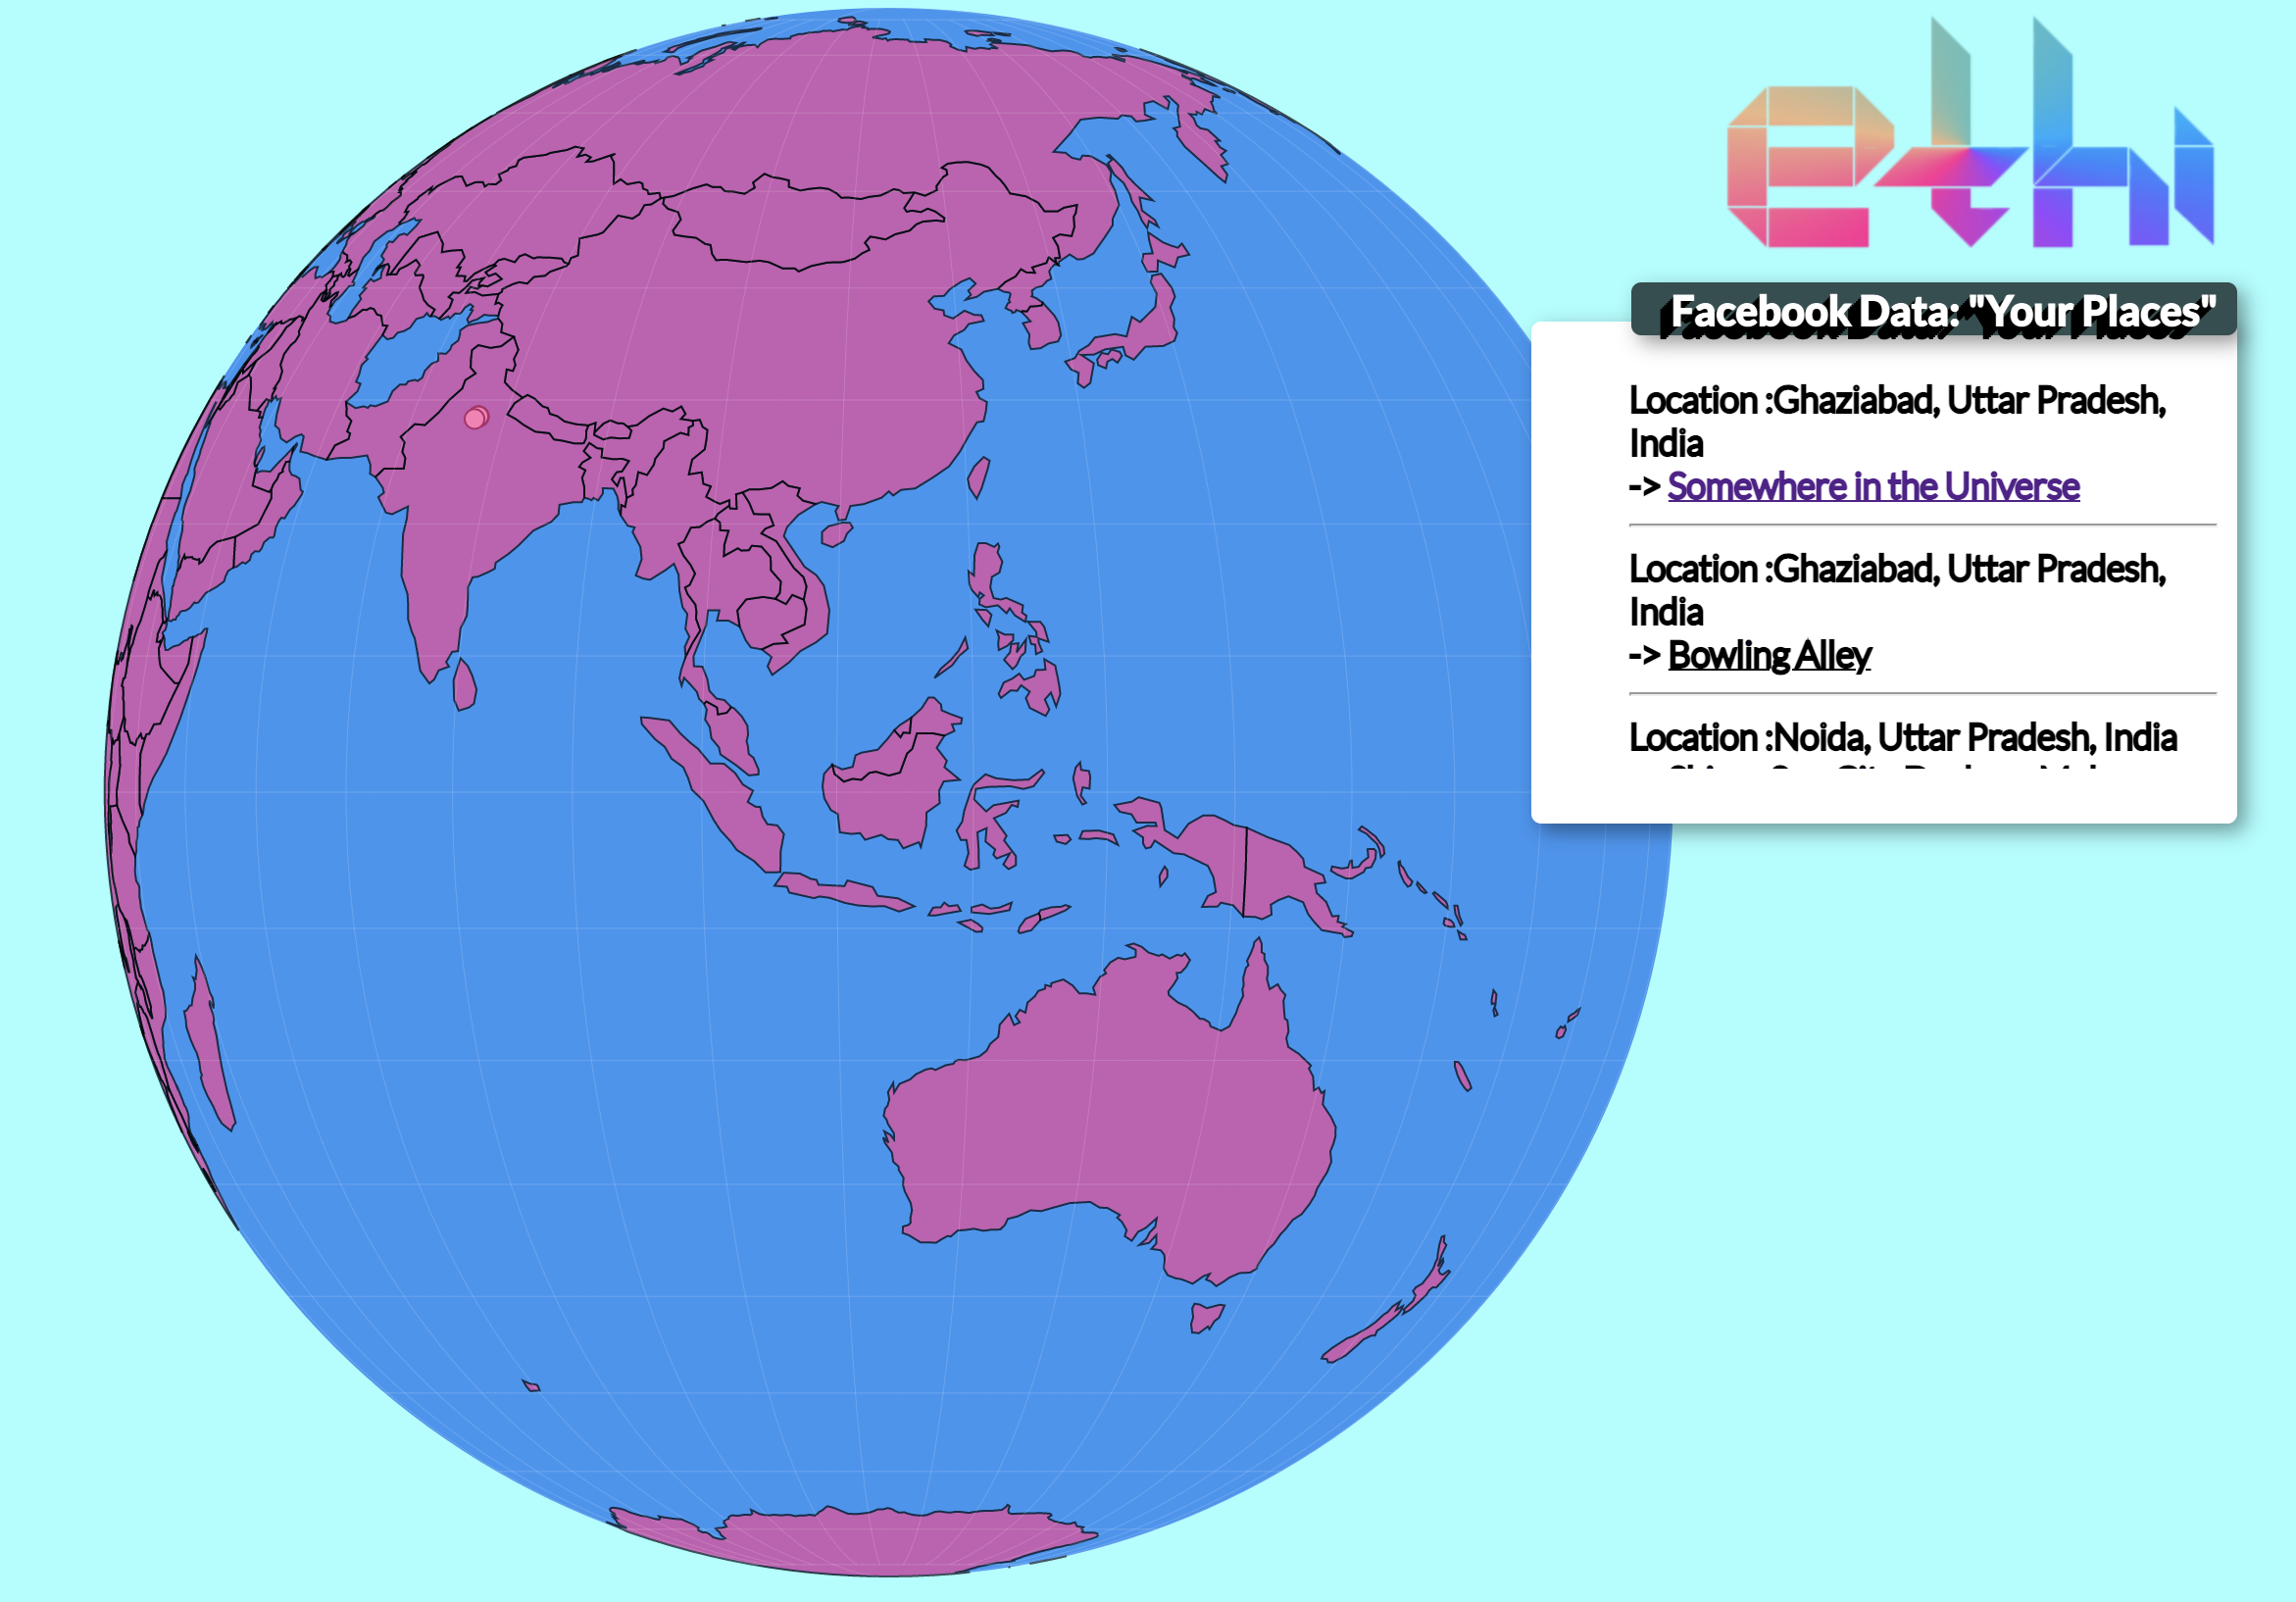 ethi
Facebook Data: "Your Places"
Location :Ghaziabad, Uttar Pradesh,
India
-> Somewhere in the Universe
Location :Ghaziabad, Uttar Pradesh,
India
-> Bowling Alley
Location :Noida, Uttar Pradesh, India